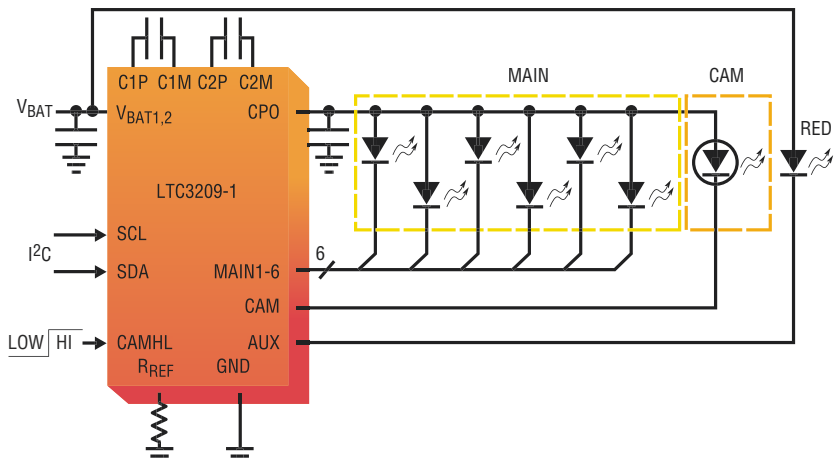 MAIN
CAM
C1P C1M C2P C2M
VBAT
VBAT1,2
CPO
RED
LTC3209-1
SCL
I2C
SDA
MAIN1-6
6
CAM
LOW HI
CAMHL
AUX
RREF
GND